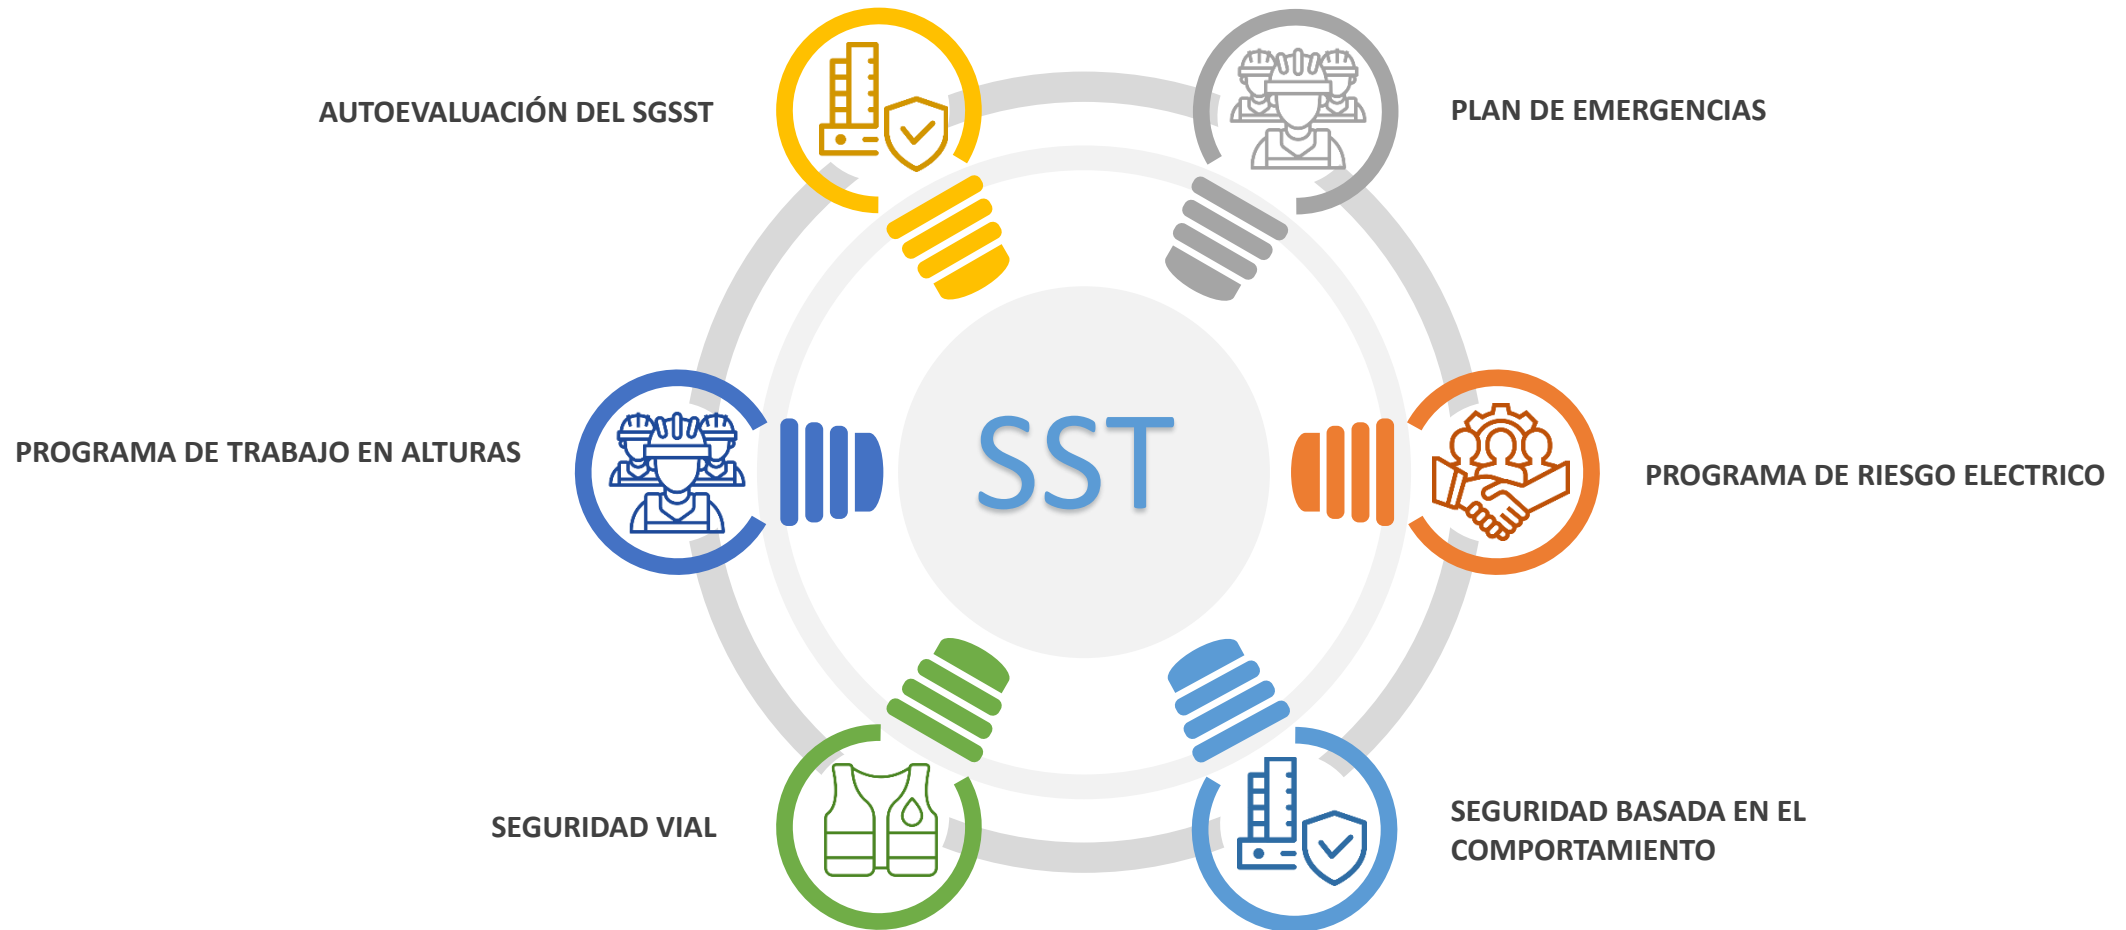 AUTOEVALUACIÓN DEL SGSST
PLAN DE EMERGENCIAS
PROGRAMA DE TRABAJO EN ALTURAS
SST
PROGRAMA DE RIESGO ELECTRICO
SEGURIDAD VIAL
SEGURIDAD BASADA EN EL
COMPORTAMIENTO